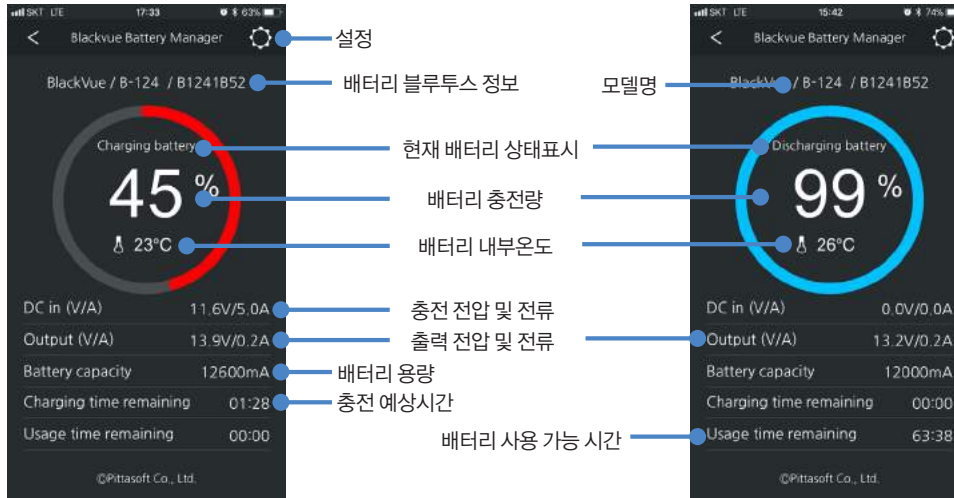 SKT LTE 17:33 63%
Blackvue Battery Manager
BlackVue / B-124 / B1241B52
Charging battery
45 %
23°C
DC in (V/A) 11.6V/5.0A
Output (V/A) 13.9V/0.2A
Battery capacity 12600mA
Charging time remaining 01:28
Usage time remaining 00:00
©Pittasoft Co., Ltd.
설정
배터리 블루투스 정보
모델명
현재 배터리 상태표시
배터리 충전량
배터리 내부온도
충전 전압 및 전류
출력 전압 및 전류
배터리 용량
충전 예상시간
배터리 사용 가능 시간
SKT LTE 15:42 74%
Blackvue Battery Manager
BlackVue / B-124 / B1241B52
Discharging battery
99 %
26°C
DC in (V/A) 0.0V/0.0A
Output (V/A) 13.2V/0.2A
Battery capacity 12000mA
Charging time remaining 00:00
Usage time remaining 63:38
©Pittasoft Co., Ltd.